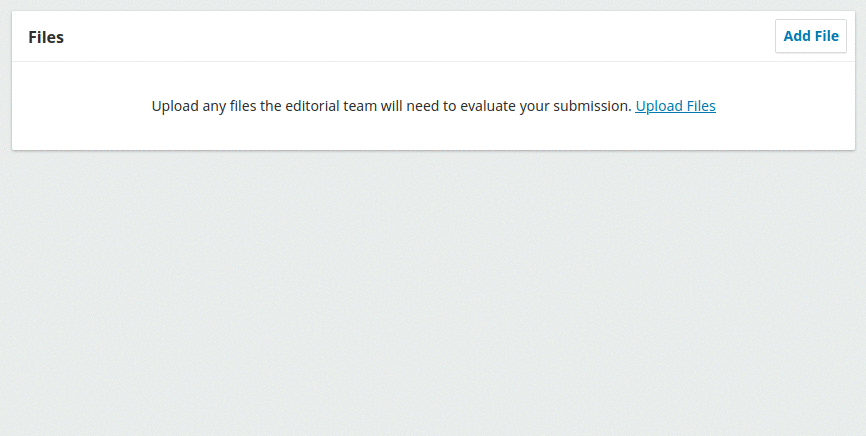 Files
Add File
Upload any files the editorial team will need to evaluate your submission. Upload Files